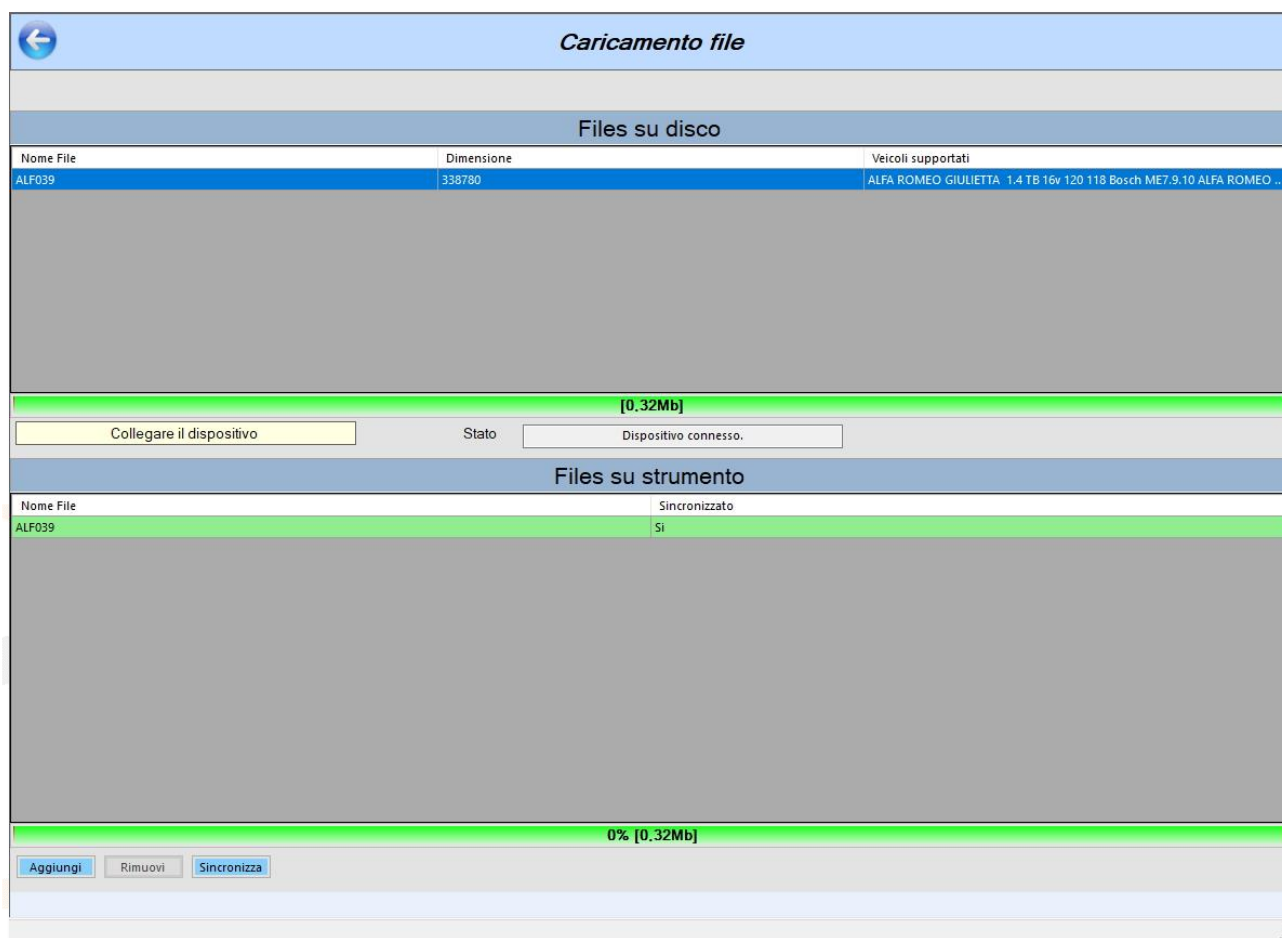 Caricamento file
Files su disco
Nome File Dimensione Veicoli supportati
ALF039 338780 ALFA ROMEO GIULIETTA 1.4 TB 16v 120 118 Bosch ME7.9.10 ALFA ROMEO ..
[0,32Mb]
Collegare il dispositivo Stato Dispositivo connesso.
Files su strumento
Nome File Sincronizzato
ALF039 Si
0% [0,32Mb]
Aggiungi Rimuovi Sincronizza